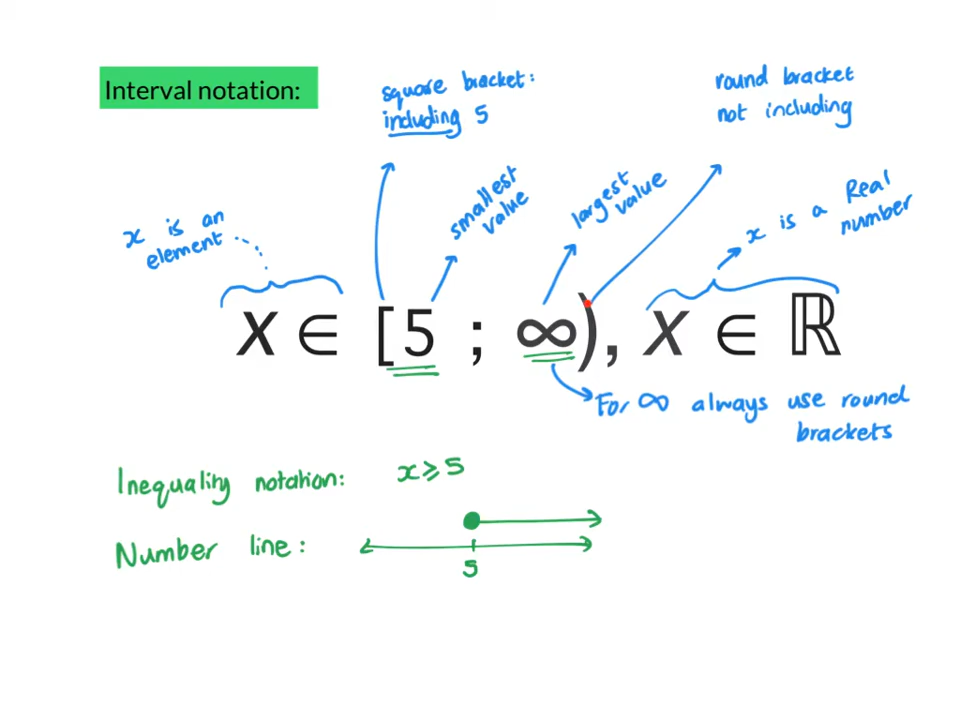 Interval notation:
square bracket:
including 5
round bracket
not including
smallest
value
largest
value
x is an
element
x is a Real
number
x ∈ [5 ; ∞), x ∈ ℝ
For ∞ always use round
brackets
Inequality notation: x ⩾ 5
Number line:
5